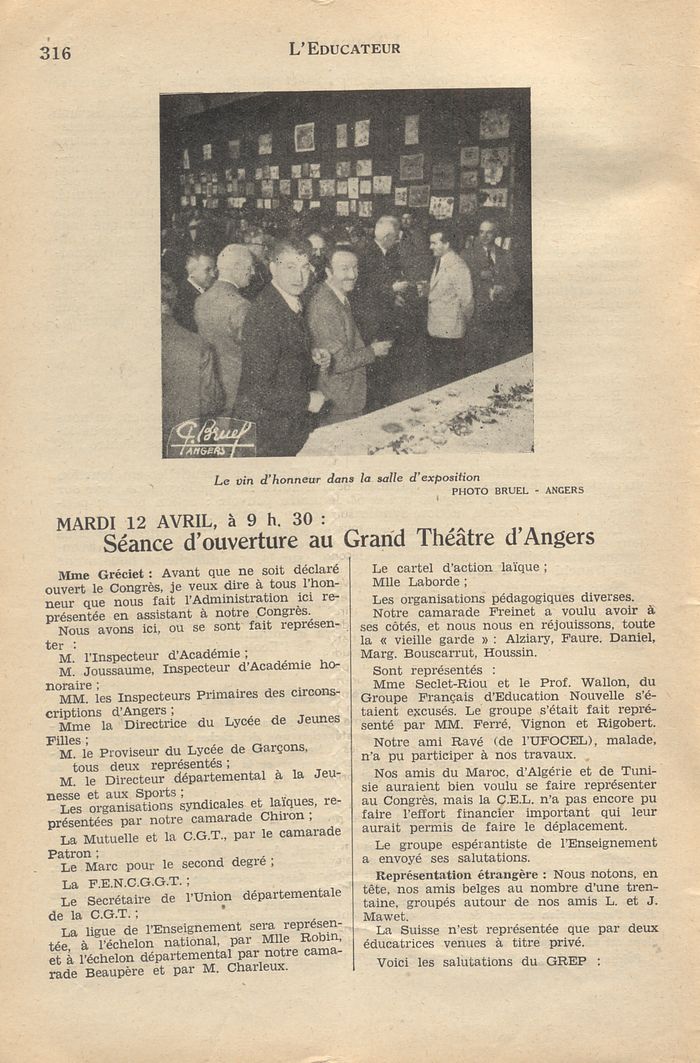 316
L'EDUCATEUR
G. Bruel
ANGERS
Le vin d'honneur dans la salle d'exposition
PHOTO BRUEL - ANGERS
MARDI 12 AVRIL, à 9 h. 30 :
Séance d'ouverture au Grand Théâtre d'Angers
Mme Gréciet : Avant que ne soit déclaré
ouvert le Congrès, je veux dire à tous l'hon-
neur que nous fait l'Administration ici re-
présentée en assistant à notre Congrès.
Nous avons ici, ou se sont fait représen-
ter :
M. l'Inspecteur d'Académie ;
M. Joussaume, Inspecteur d'Académie ho-
noraire ;
MM. les Inspecteurs Primaires des circons-
criptions d'Angers ;
Mme la Directrice du Lycée de Jeunes
Filles ;
M. le Proviseur du Lycée de Garçons,
tous deux représentés ;
M. le Directeur départemental à la Jeu-
nesse et aux Sports ;
Les organisations syndicales et laïques, re-
présentées par notre camarade Chiron ;
La Mutuelle et la C.G.T., par le camarade
Patron ;
Le Marc pour le second degré ;
La F.E.N.C.G.G.T. ;
Le Secrétaire de l'Union départementale
de la C.G.T. ;
La ligue de l'Enseignement sera représen-
tée, à l'échelon national, par Mlle Robin,
et à l'échelon départemental par notre cama-
rade Beaupère et par M. Charleux.
Le cartel d'action laïque ;
Mlle Laborde ;
Les organisations pédagogiques diverses.
Notre camarade Freinet a voulu avoir à
ses côtés, et nous nous en réjouissons, toute
la « vieille garde » : Alziary, Faure. Daniel,
Marg. Bouscarrut, Houssin.
Sont représentés :
Mme Seclet-Riou et le Prof. Wallon, du
Groupe Français d'Education Nouvelle s'é-
taient excusés. Le groupe s'était fait repré-
senté par MM. Ferré, Vignon et Rigobert.
Notre ami Ravé (de l'UFOCEL), malade,
n'a pu participer à nos travaux.
Nos amis du Maroc, d'Algérie et de Tuni-
sie auraient bien voulu se faire représenter
au Congrès, mais la C.E.L. n'a pas encore pu
faire l'effort financier important qui leur
aurait permis de faire le déplacement.
Le groupe espérantiste de l'Enseignement
a envoyé ses salutations.
Représentation étrangère : Nous notons, en
tête, nos amis belges au nombre d'une tren-
taine, groupés autour de nos amis L. et J.
Mawet.
La Suisse n'est représentée que par deux
éducatrices venues à titre privé.
Voici les salutations du GREP :